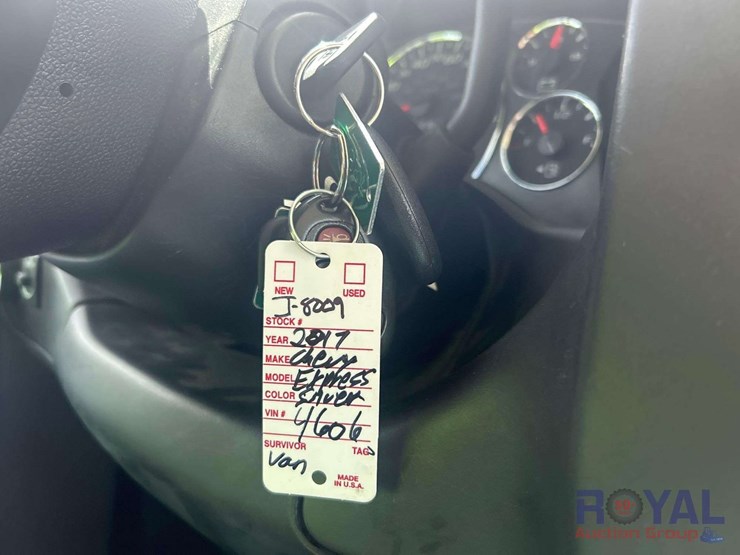 NEW USED
J-8009
STOCK #
YEAR 2017
MAKE Chevy
MODEL Express
COLOR Silver
VIN # 4606
SURVIVOR TAGS
Van
MADE
IN U.S.A.
ROYAL
Auction Group